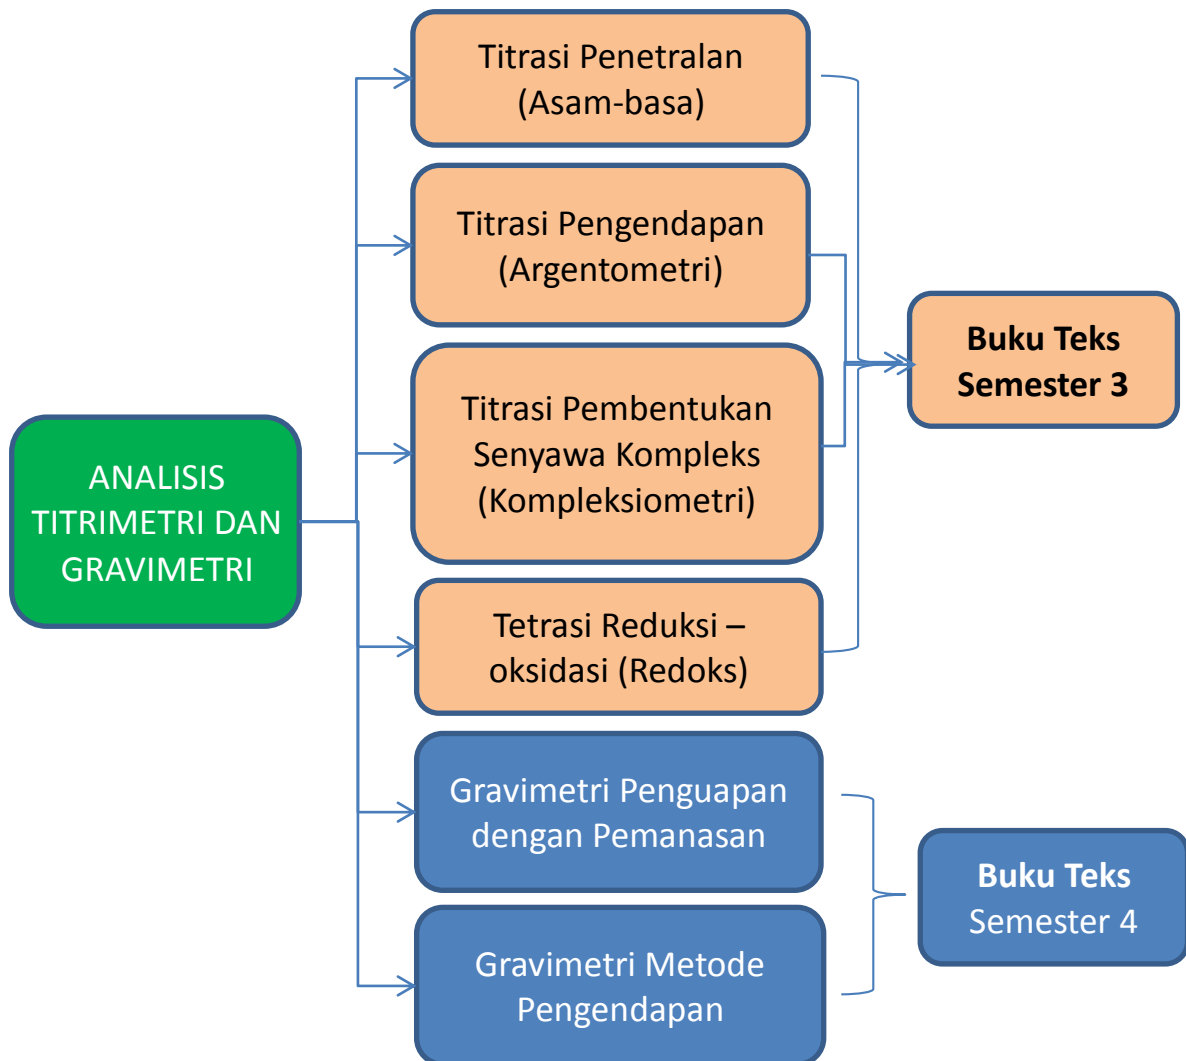 Titrasi Penetralan
(Asam-basa)
Titrasi Pengendapan
(Argentometri)
Titrasi Pembentukan
Senyawa Kompleks
(Kompleksiometri)
Tetrasi Reduksi –
oksidasi (Redoks)
Gravimetri Penguapan
dengan Pemanasan
Gravimetri Metode
Pengendapan
ANALISIS
TITRIMETRI DAN
GRAVIMETRI
Buku Teks
Semester 3
Buku Teks
Semester 4